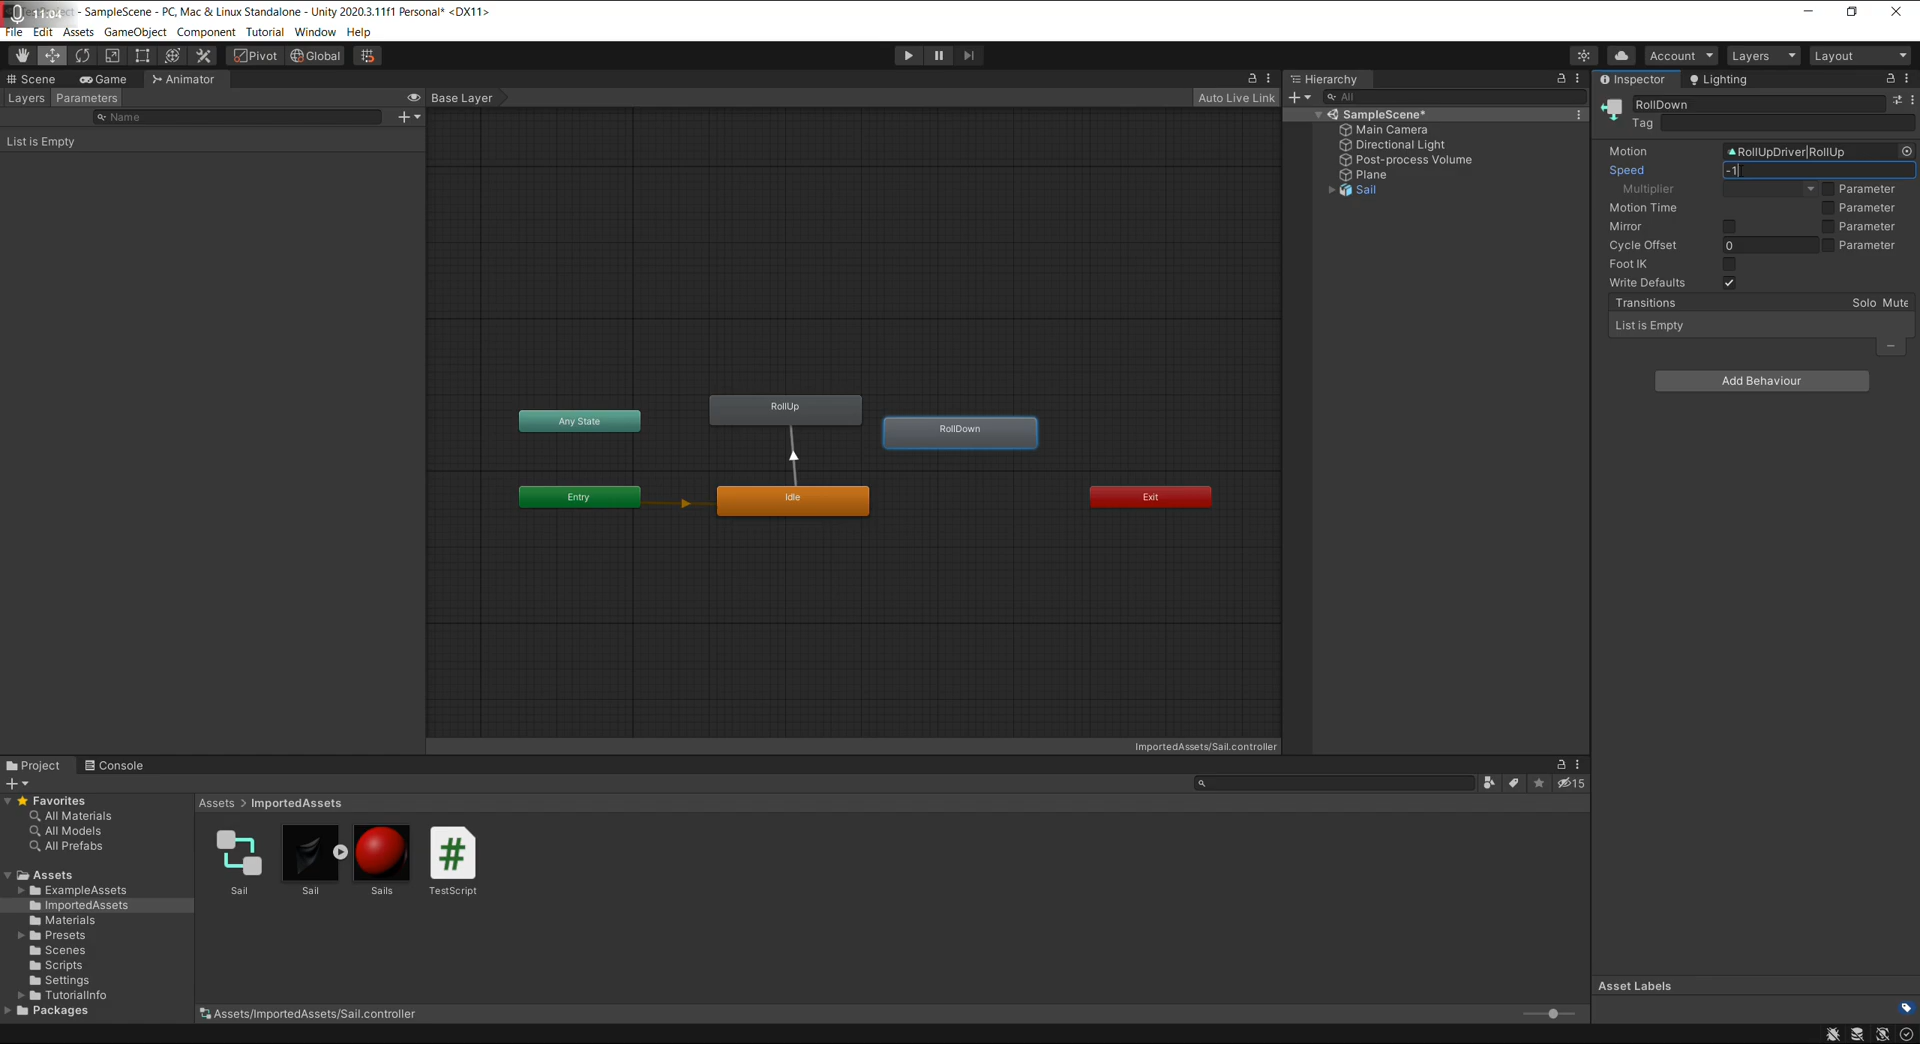 11:04
- SampleScene - PC, Mac & Linux Standalone - Unity 2020.3.11f1 Personal* <DX11>
File Edit Assets GameObject Component Tutorial Window Help
Pivot Global
Account Layers Layout
Scene Game Animator
Layers Parameters
Name
List is Empty
Base Layer
Auto Live Link
RollUp
Any State
RollDown
Entry
Idle
Exit
ImportedAssets/Sail.controller
Hierarchy
All
SampleScene*
Main Camera
Directional Light
Post-process Volume
Plane
Sail
Inspector Lighting
RollDown
Tag
Motion RollUpDriver|RollUp
Speed -1
Multiplier Parameter
Motion Time Parameter
Mirror Parameter
Cycle Offset 0 Parameter
Foot IK
Write Defaults
Transitions Solo Mute
List is Empty
Add Behaviour
Asset Labels
Project Console
15
Favorites
All Materials
All Models
All Prefabs
Assets
ExampleAssets
ImportedAssets
Materials
Presets
Scenes
Scripts
Settings
TutorialInfo
Packages
Assets > ImportedAssets
Sail
Sail
Sails
TestScript
Assets/ImportedAssets/Sail.controller